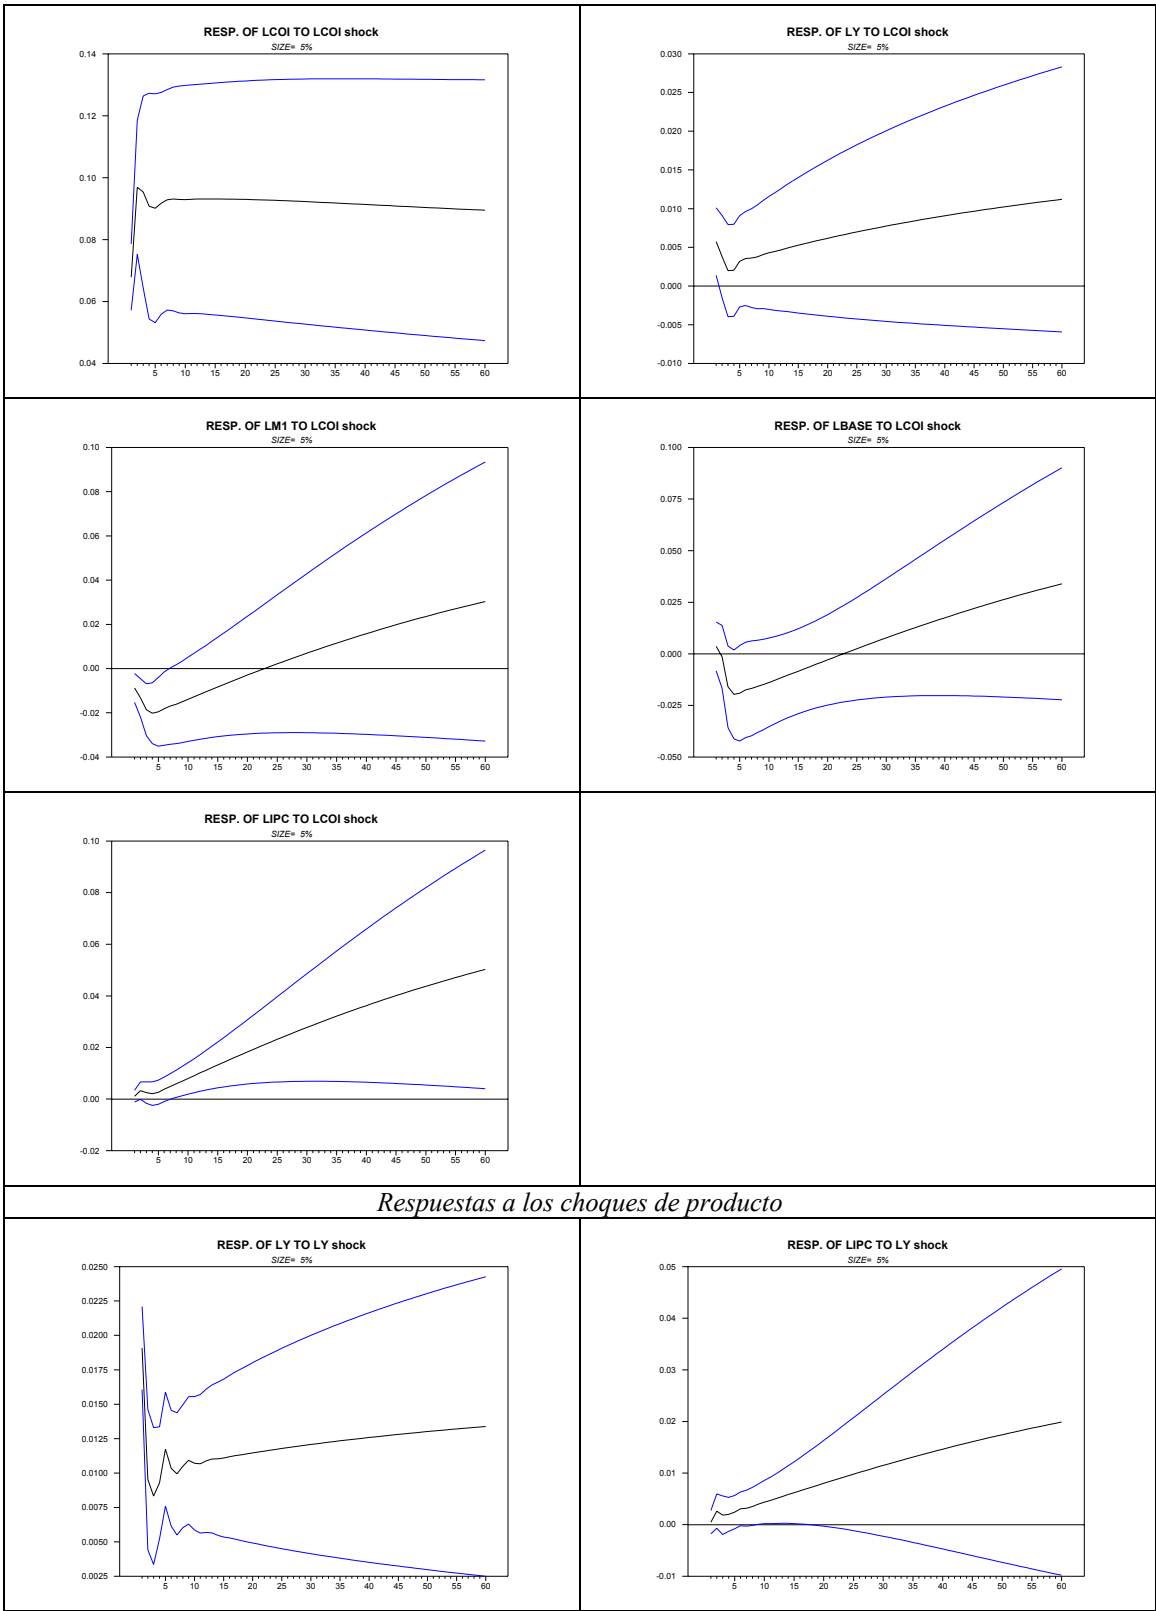 RESP. OF LCOI TO LCOI shock
SIZE= 5%
0.14
0.12
0.10
0.08
0.06
0.04
5 10 15 20 25 30 35 40 45 50 55 60
RESP. OF LY TO LCOI shock
SIZE= 5%
0.030
0.025
0.020
0.015
0.010
0.005
0.000
-0.005
-0.010
5 10 15 20 25 30 35 40 45 50 55 60
RESP. OF LM1 TO LCOI shock
SIZE= 5%
0.10
0.08
0.06
0.04
0.02
0.00
-0.02
-0.04
5 10 15 20 25 30 35 40 45 50 55 60
RESP. OF LBASE TO LCOI shock
SIZE= 5%
0.100
0.075
0.050
0.025
0.000
-0.025
-0.050
5 10 15 20 25 30 35 40 45 50 55 60
RESP. OF LIPC TO LCOI shock
SIZE= 5%
0.10
0.08
0.06
0.04
0.02
0.00
-0.02
5 10 15 20 25 30 35 40 45 50 55 60
Respuestas a los choques de producto
RESP. OF LY TO LY shock
SIZE= 5%
0.0250
0.0225
0.0200
0.0175
0.0150
0.0125
0.0100
0.0075
0.0050
0.0025
5 10 15 20 25 30 35 40 45 50 55 60
RESP. OF LIPC TO LY shock
SIZE= 5%
0.05
0.04
0.03
0.02
0.01
0.00
-0.01
5 10 15 20 25 30 35 40 45 50 55 60